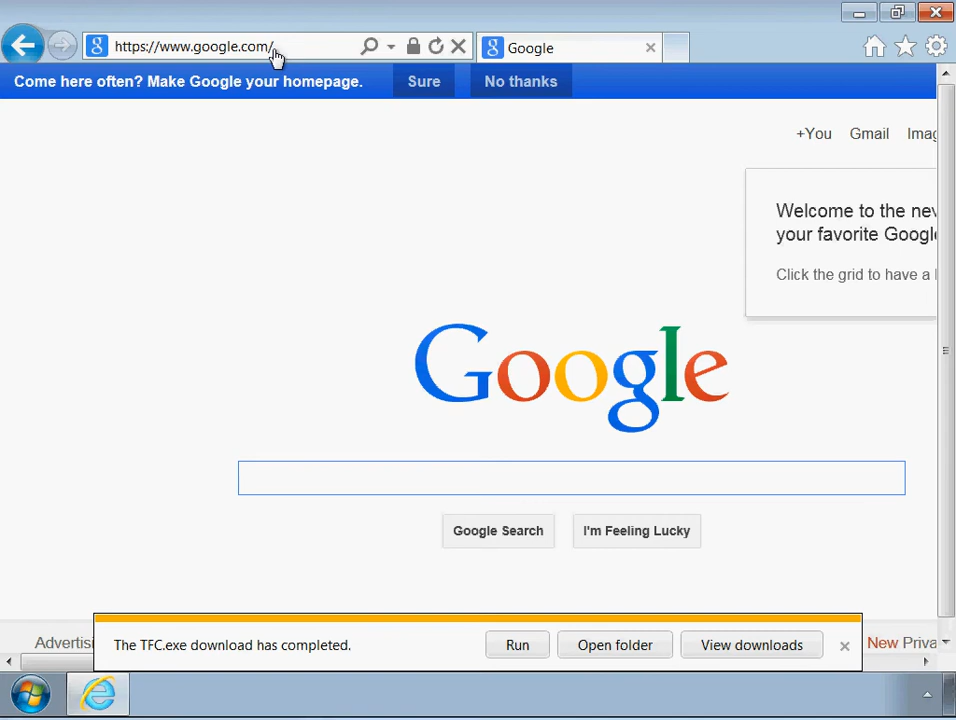 https://www.google.com/
Google
Come here often? Make Google your homepage.
Sure
No thanks
+You
Gmail
Imag
Welcome to the nev
your favorite Google
Click the grid to have a l
Google
Google Search
I'm Feeling Lucky
Advertisi
The TFC.exe download has completed.
Run
Open folder
View downloads
New Priva